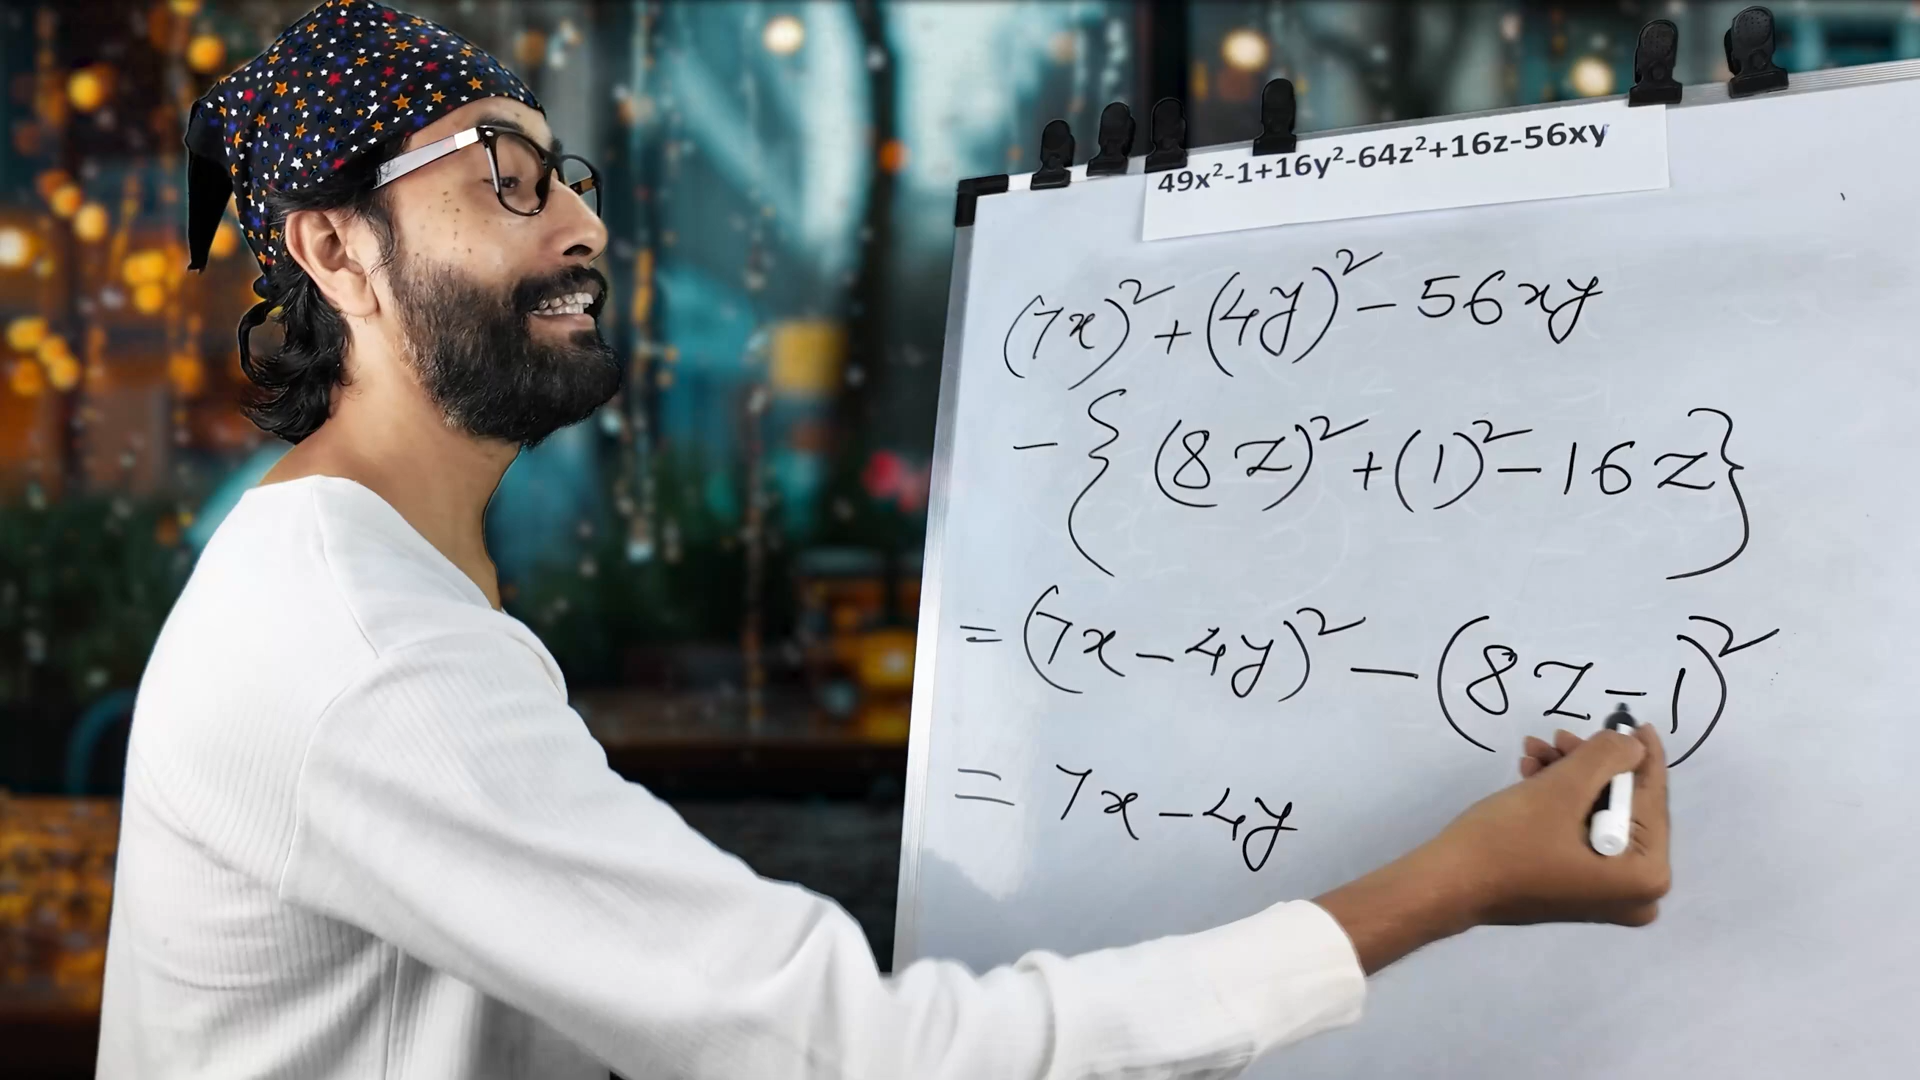 49x²-1+16y²-64z²+16z-56xy
(7x)² + (4y)² - 56xy
- { (8z)² + (1)² - 16z }
= (7x - 4y)² - (8z - 1)²
= 7x - 4y